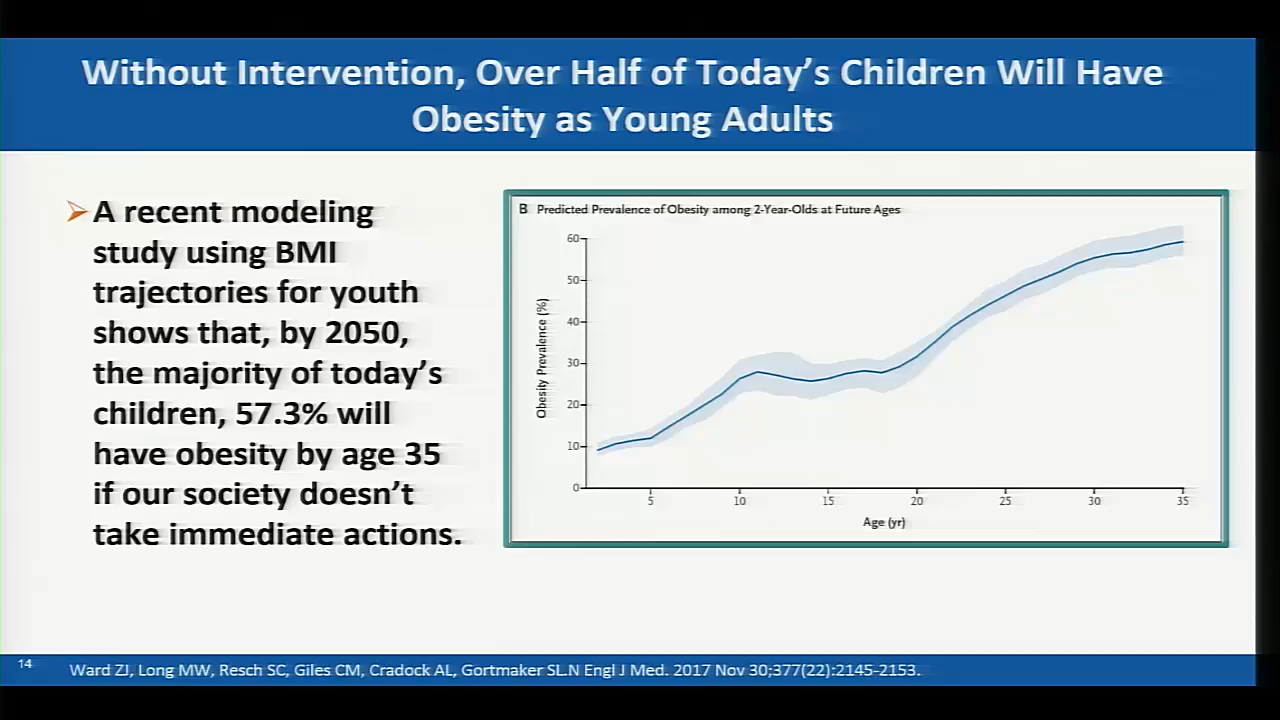 Without Intervention, Over Half of Today's Children Will Have
Obesity as Young Adults
A recent modeling
study using BMI
trajectories for youth
shows that, by 2050,
the majority of today's
children, 57.3% will
have obesity by age 35
if our society doesn't
take immediate actions.
B Predicted Prevalence of Obesity among 2-Year-Olds at Future Ages
Obesity Prevalence (%)
60
50
40
30
20
10
0
5 10 15 20 25 30 35
Age (yr)
14
Ward ZJ, Long MW, Resch SC, Giles CM, Cradock AL, Gortmaker SL.N Engl J Med. 2017 Nov 30;377(22):2145-2153.